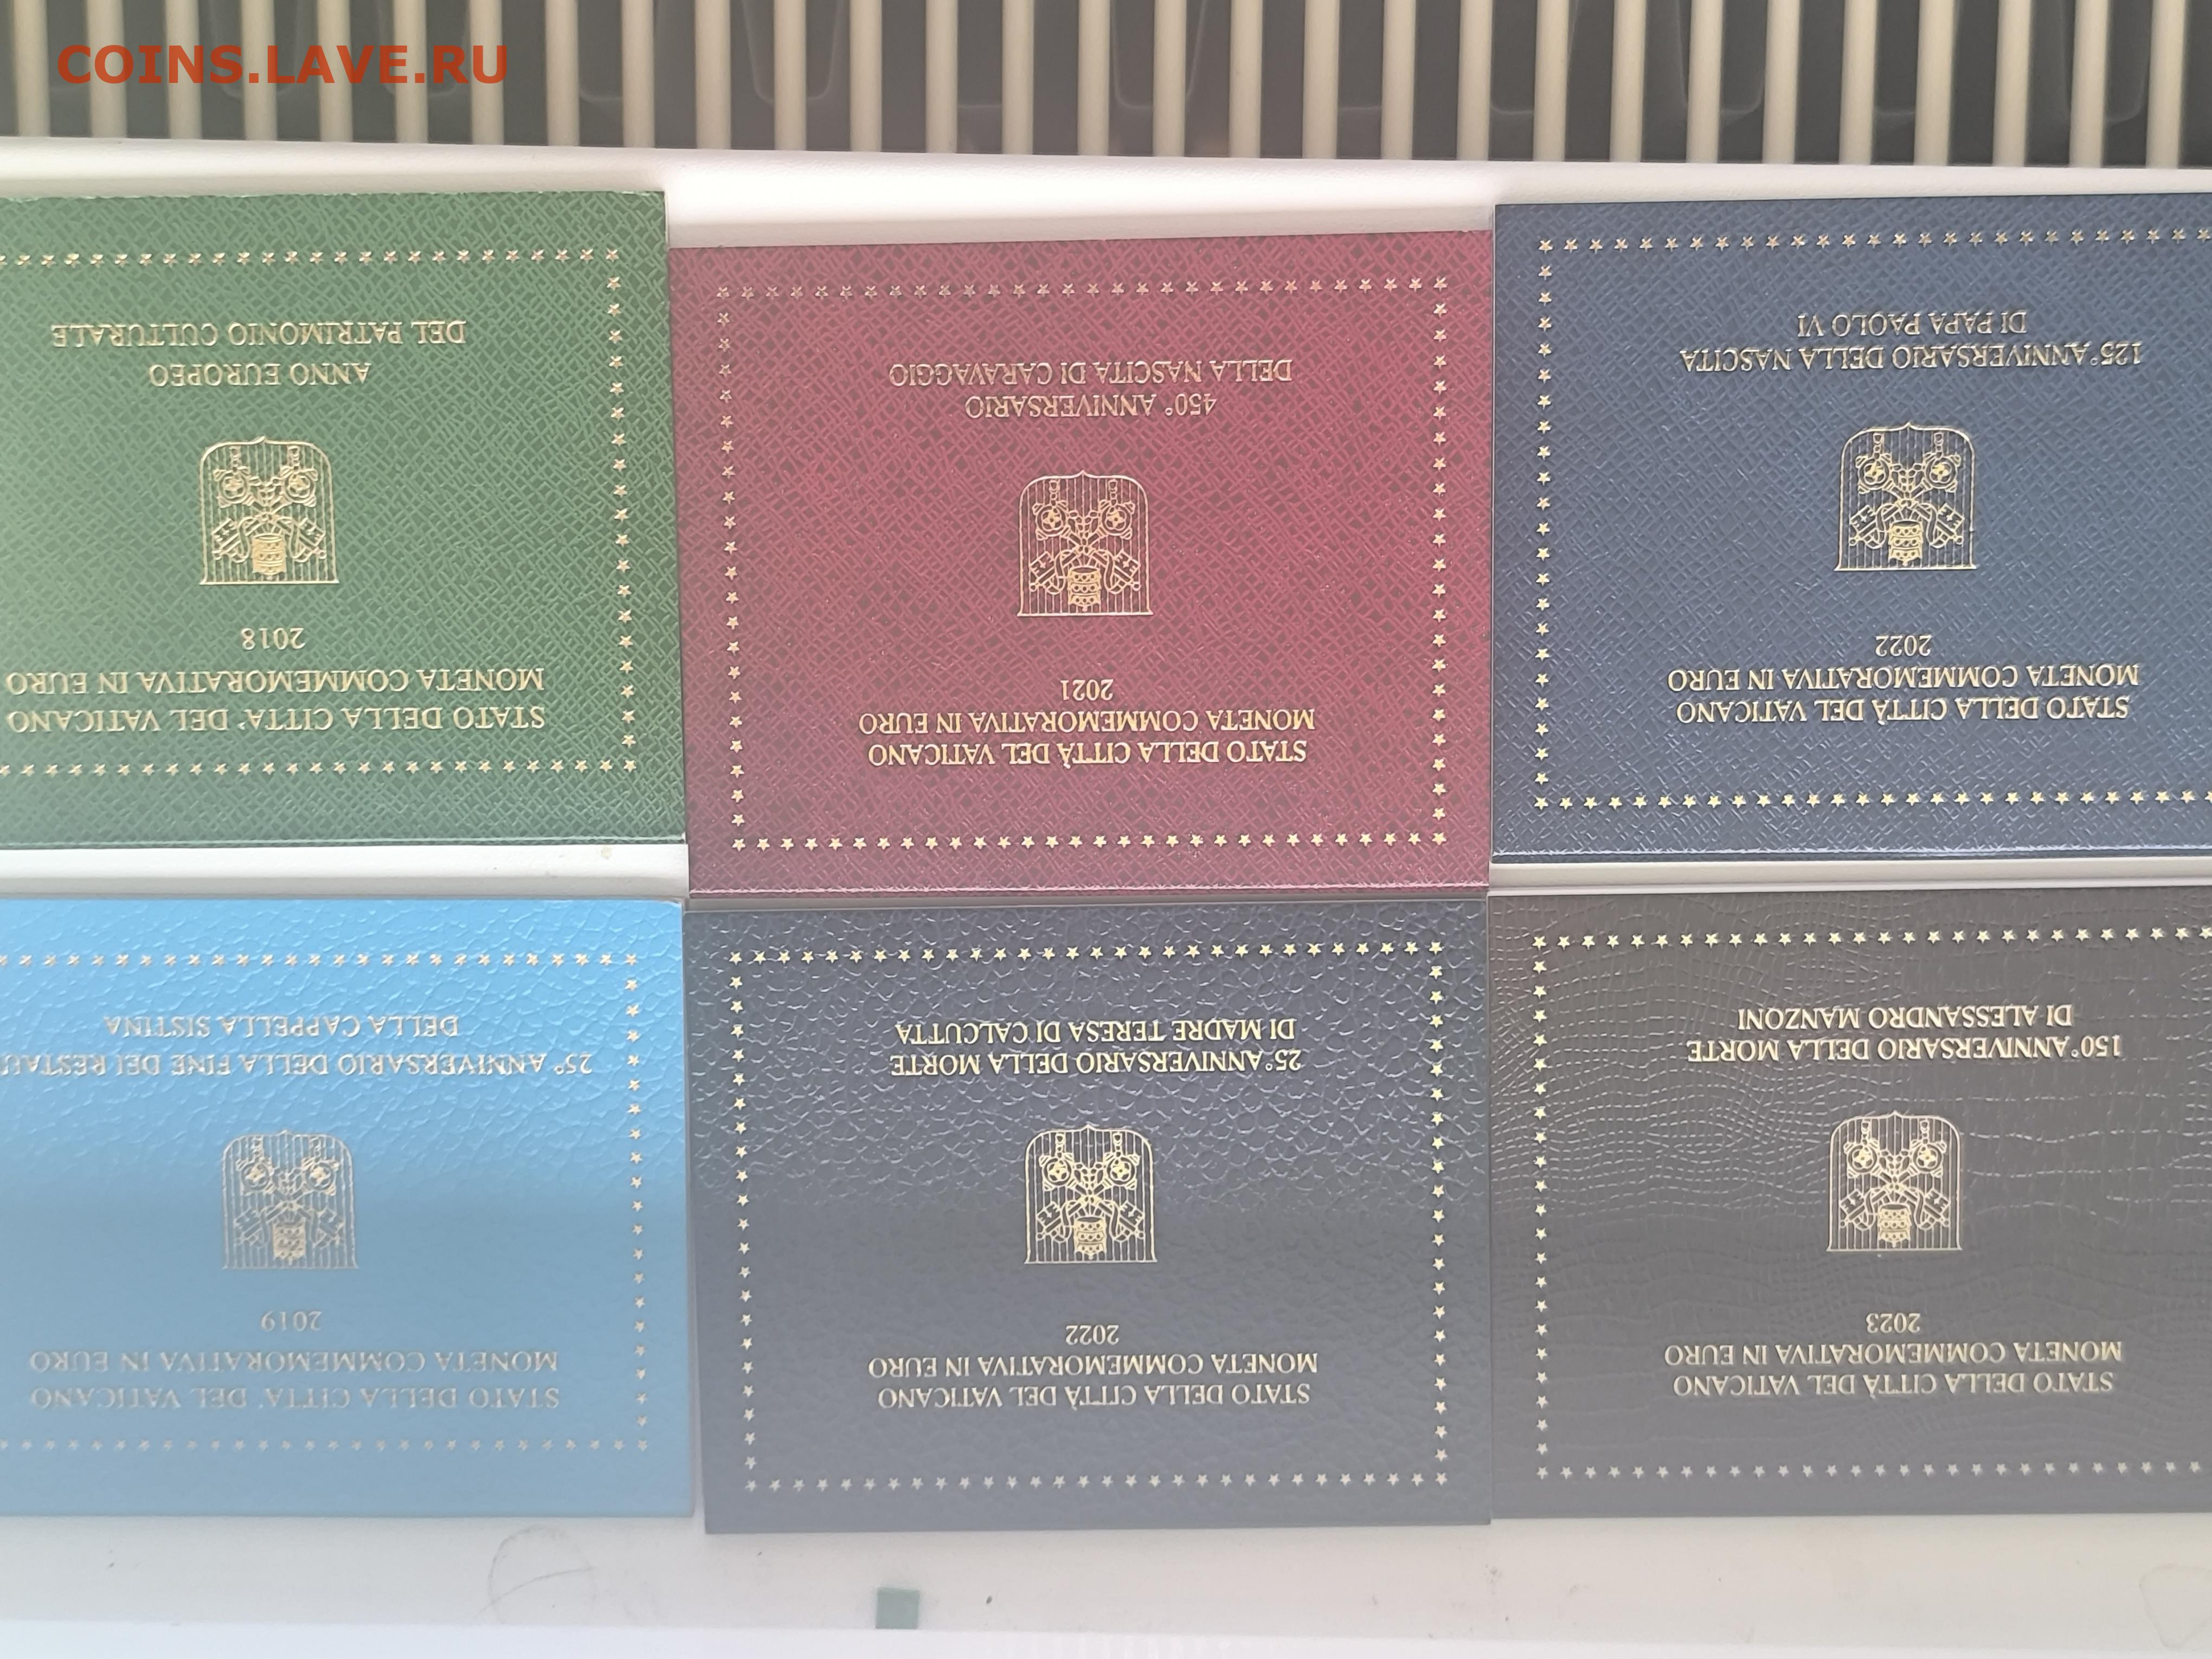 COINS.LAVE.RU
STATO DELLA CITTA' DEL VATICANO
MONETA COMMEMORATIVA IN EURO
2018
ANNO EUROPEO
DEL PATRIMONIO CULTURALE
STATO DELLA CITTÀ DEL VATICANO
MONETA COMMEMORATIVA IN EURO
2021
450° ANNIVERSARIO
DELLA NASCITA DI CARAVAGGIO
STATO DELLA CITTÀ DEL VATICANO
MONETA COMMEMORATIVA IN EURO
2022
125° ANNIVERSARIO DELLA NASCITA
DI PAPA PAOLO VI
STATO DELLA CITTA' DEL VATICANO
MONETA COMMEMORATIVA IN EURO
2019
25° ANNIVERSARIO DELLA FINE DEI
DELLA CAPPELLA SISTINA
STATO DELLA CITTÀ DEL VATICANO
MONETA COMMEMORATIVA IN EURO
2022
25° ANNIVERSARIO DELLA MORTE
DI MADRE TERESA DI CALCUTTA
STATO DELLA CITTÀ DEL VATICANO
MONETA COMMEMORATIVA IN EURO
2023
150° ANNIVERSARIO DELLA MORTE
DI ALESSANDRO MANZONI